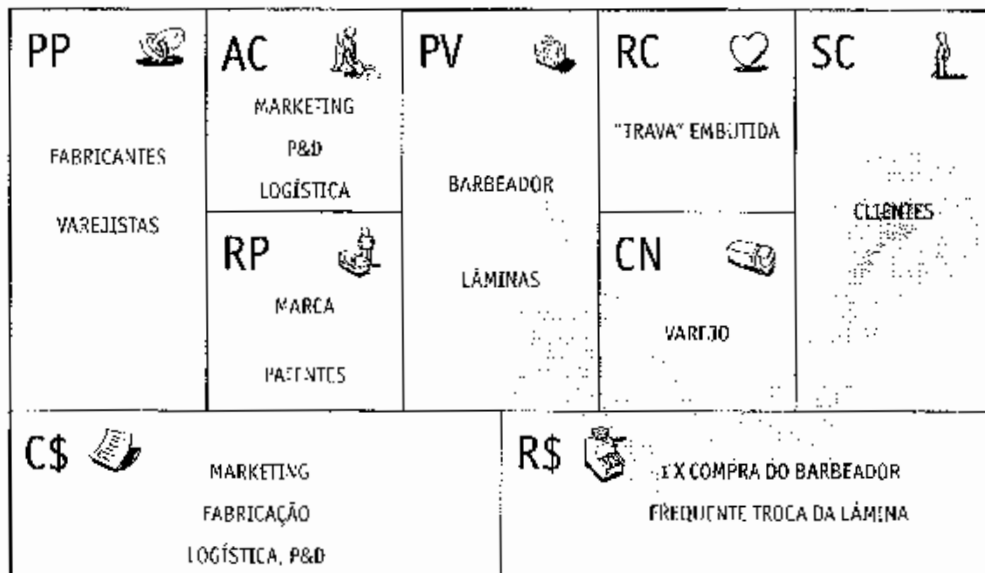 PP
FABRICANTES
VAREJISTAS
AC
MARKETING
P&D
LOGÍSTICA
RP
MARCA
PATENTES
PV
BARBEADOR
LÂMINAS
RC
"TRAVA" EMBUTIDA
CN
VAREJO
SC
CLIENTES
C$
MARKETING
FABRICAÇÃO
LOGÍSTICA, P&D
R$
1 X COMPRA DO BARBEADOR
FREQUENTE TROCA DA LÂMINA